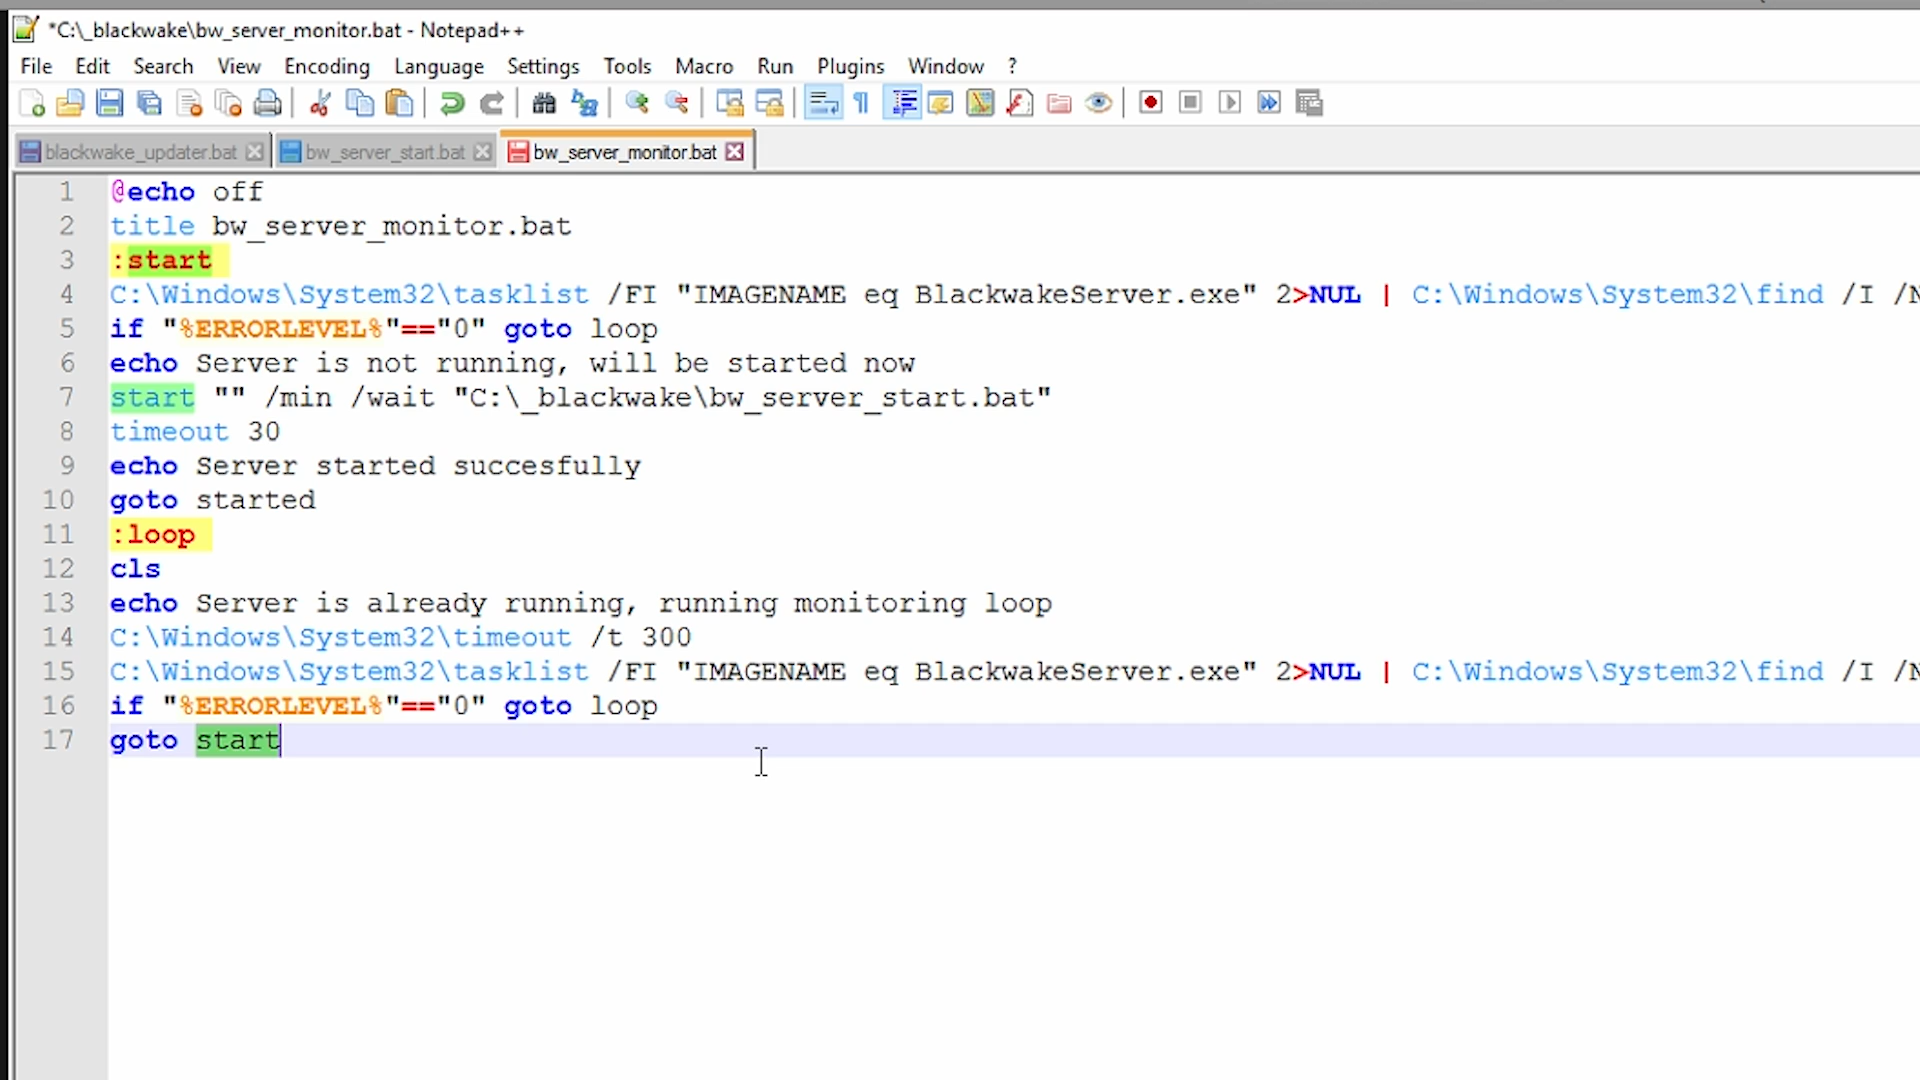 *C:\_blackwake\bw_server_monitor.bat - Notepad++
File Edit Search View Encoding Language Settings Tools Macro Run Plugins Window ?
blackwake_updater.bat bw_server_start.bat bw_server_monitor.bat
1 @echo off
2 title bw_server_monitor.bat
3 :start
4 C:\Windows\System32\tasklist /FI "IMAGENAME eq BlackwakeServer.exe" 2>NUL | C:\Windows\System32\find /I /N
5 if "%ERRORLEVEL%"=="0" goto loop
6 echo Server is not running, will be started now
7 start "" /min /wait "C:\_blackwake\bw_server_start.bat"
8 timeout 30
9 echo Server started succesfully
10 goto started
11 :loop
12 cls
13 echo Server is already running, running monitoring loop
14 C:\Windows\System32\timeout /t 300
15 C:\Windows\System32\tasklist /FI "IMAGENAME eq BlackwakeServer.exe" 2>NUL | C:\Windows\System32\find /I /N
16 if "%ERRORLEVEL%"=="0" goto loop
17 goto start